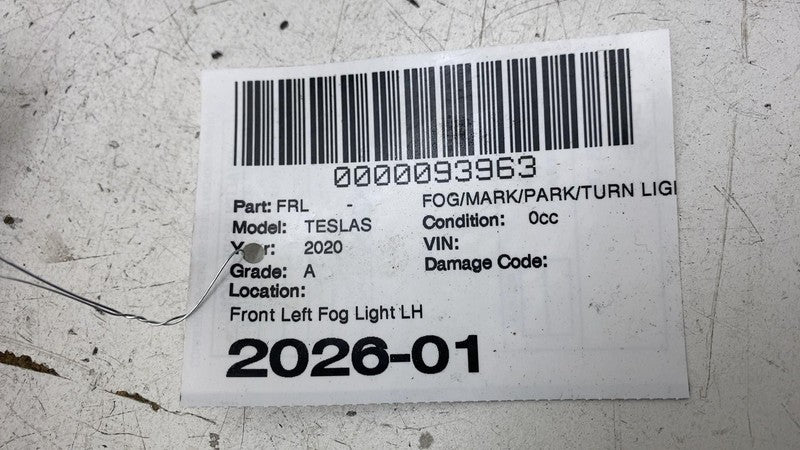 0000093963
Part: FRL - FOG/MARK/PARK/TURN LIGI
Model: TESLAS Condition: 0cc
Year: 2020 VIN:
Grade: A Damage Code:
Location:
Front Left Fog Light LH
2026-01